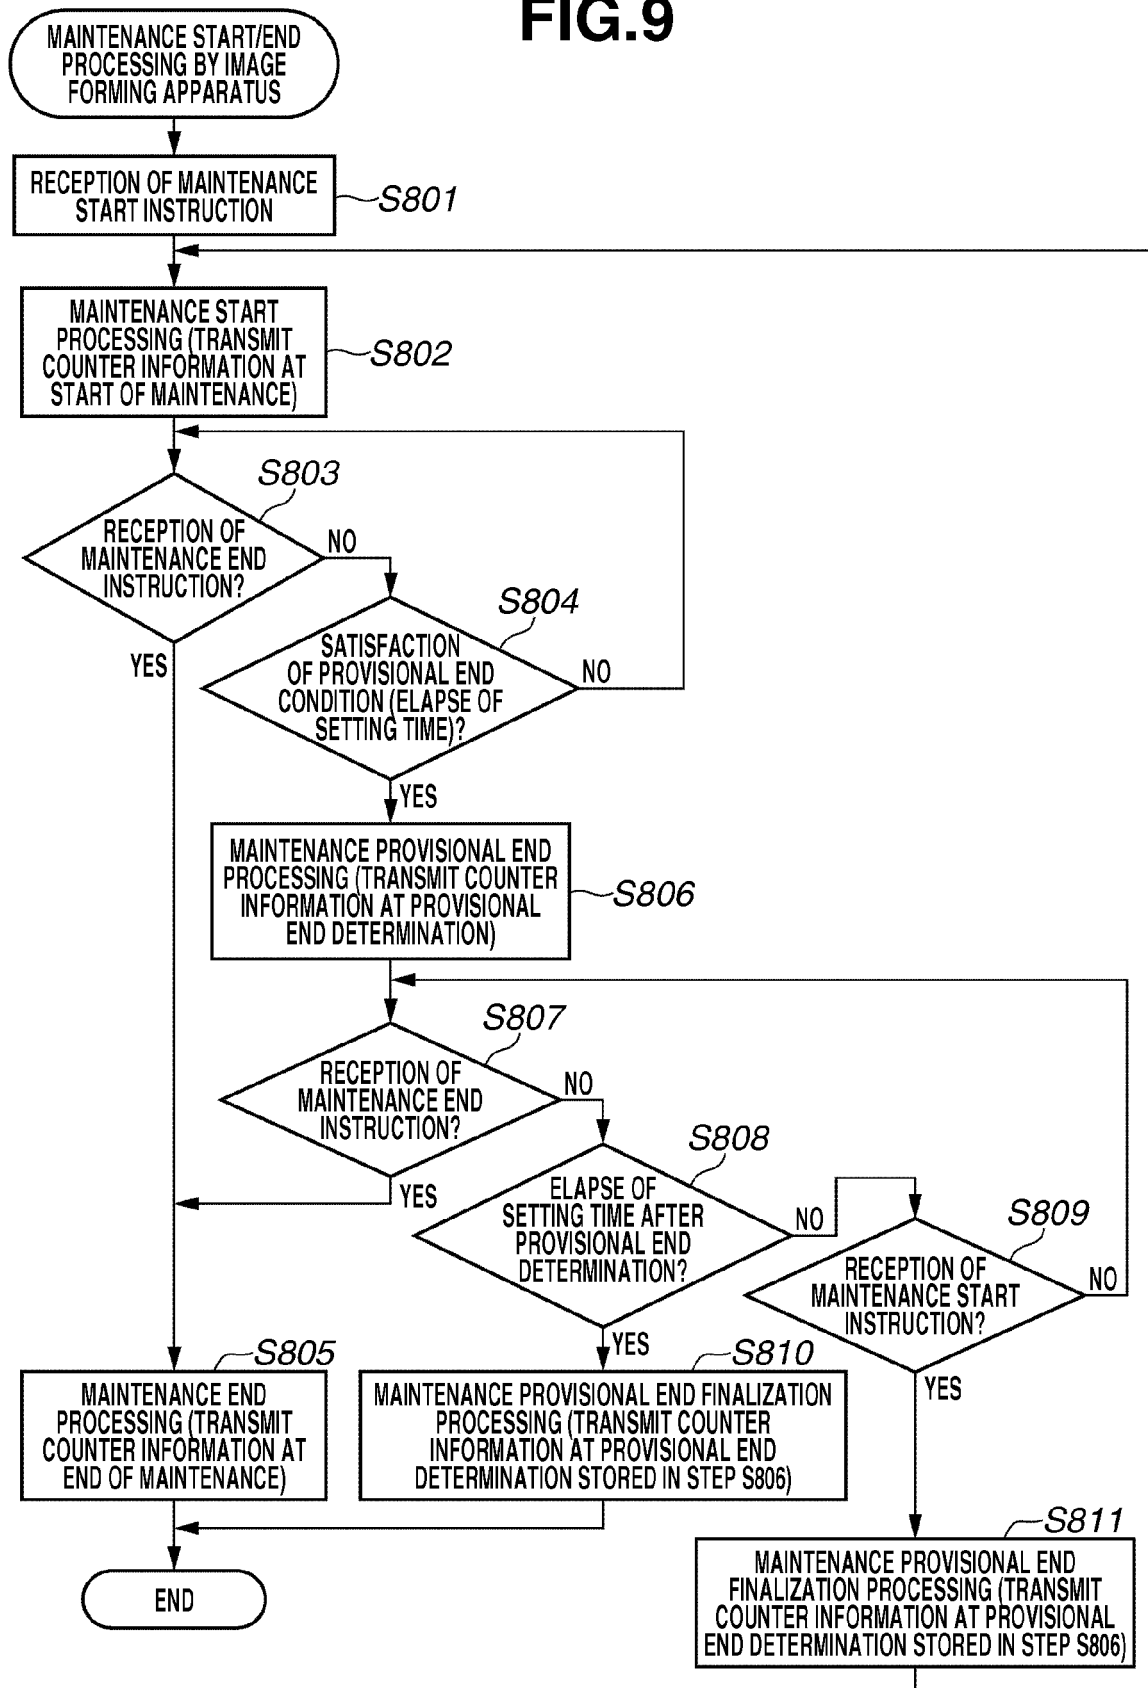 FIG.9
MAINTENANCE START/END
PROCESSING BY IMAGE
FORMING APPARATUS
RECEPTION OF MAINTENANCE
START INSTRUCTION
S801
MAINTENANCE START
PROCESSING (TRANSMIT
COUNTER INFORMATION AT
START OF MAINTENANCE)
S802
S803
RECEPTION OF
MAINTENANCE END
INSTRUCTION?
NO
YES
S804
SATISFACTION
OF PROVISIONAL END
CONDITION (ELAPSE OF
SETTING TIME)?
NO
YES
MAINTENANCE PROVISIONAL END
PROCESSING (TRANSMIT COUNTER
INFORMATION AT PROVISIONAL
END DETERMINATION)
S806
S807
RECEPTION OF
MAINTENANCE END
INSTRUCTION?
NO
YES
S808
ELAPSE OF
SETTING TIME AFTER
PROVISIONAL END
DETERMINATION?
NO
YES
S809
RECEPTION OF
MAINTENANCE START
INSTRUCTION?
NO
YES
S805
MAINTENANCE END
PROCESSING (TRANSMIT
COUNTER INFORMATION AT
END OF MAINTENANCE)
S810
MAINTENANCE PROVISIONAL END FINALIZATION
PROCESSING (TRANSMIT COUNTER
INFORMATION AT PROVISIONAL END
DETERMINATION STORED IN STEP S806)
S811
MAINTENANCE PROVISIONAL END
FINALIZATION PROCESSING (TRANSMIT
COUNTER INFORMATION AT PROVISIONAL
END DETERMINATION STORED IN STEP S806)
END